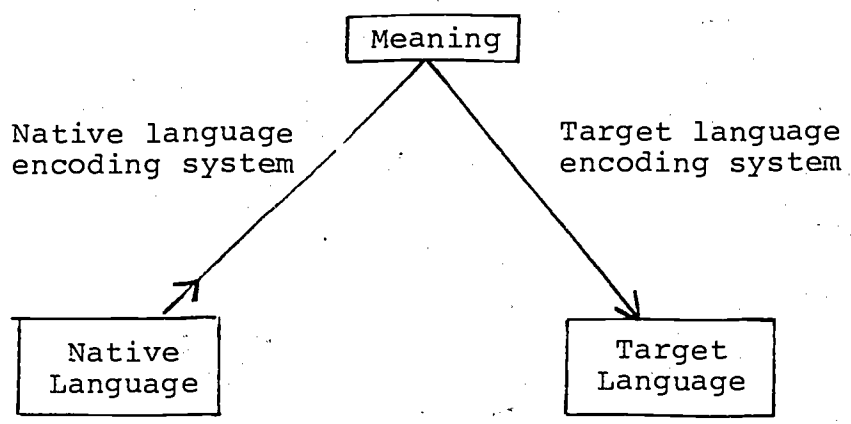 Meaning
Native language
encoding system
Target language
encoding system
Native
Language
Target
Language